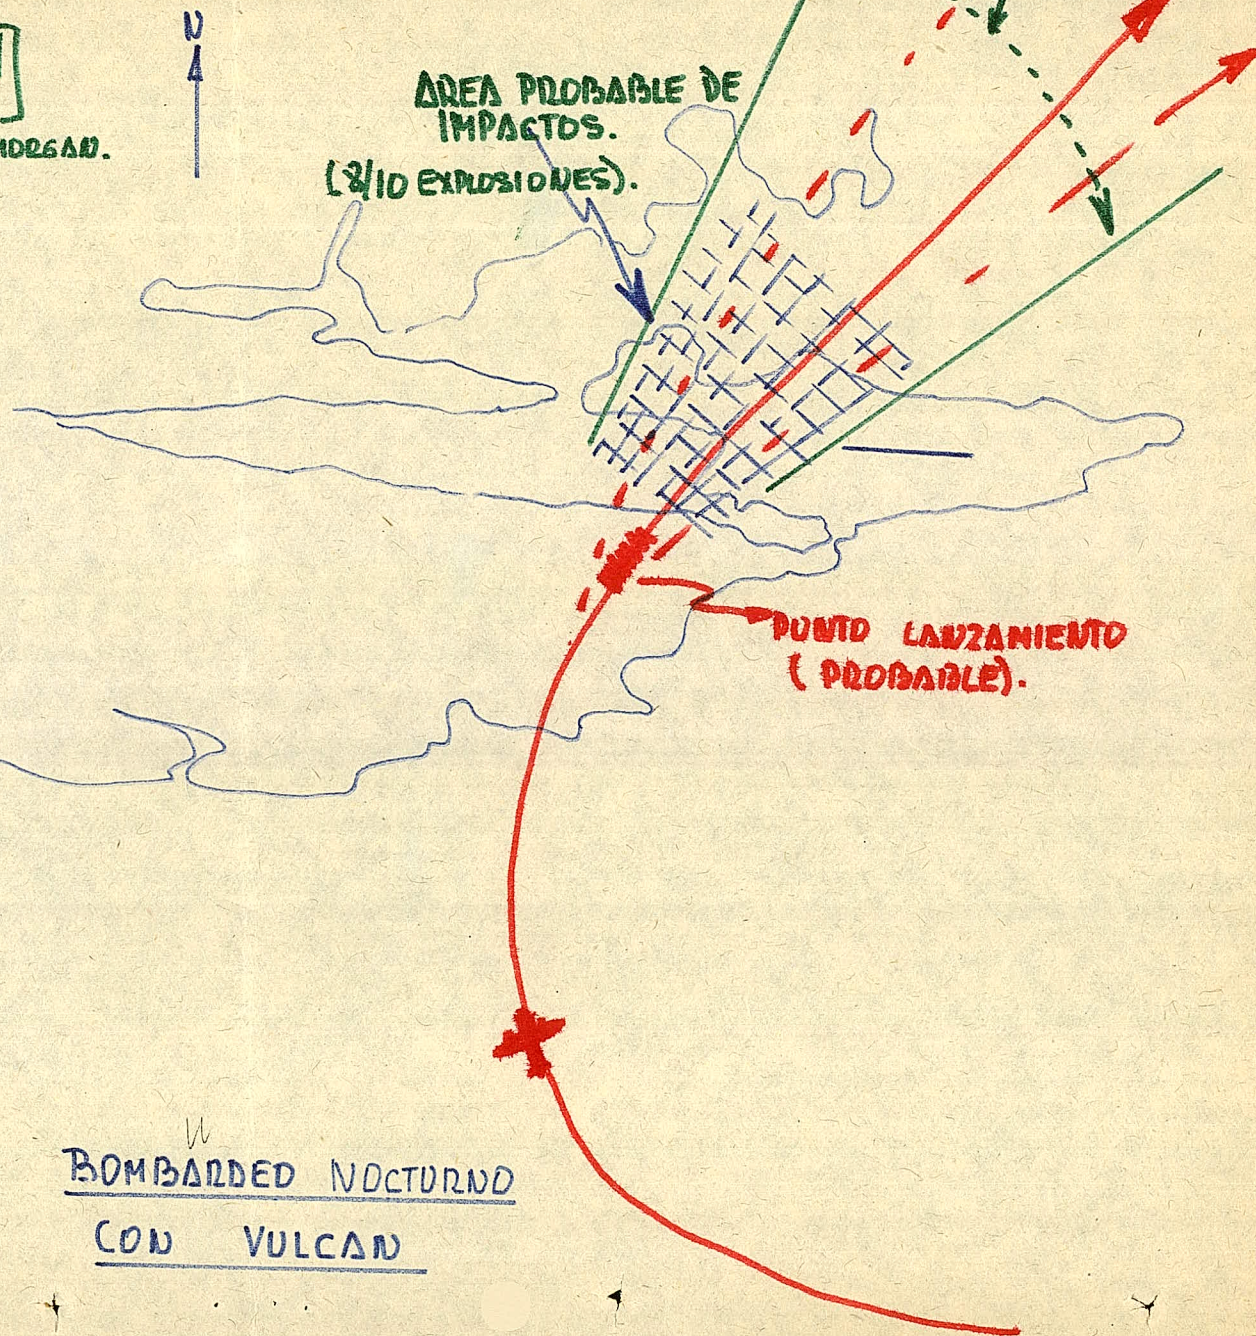 N
MORGAN.
AREA PROBABLE DE
IMPACTOS.
(8/10 EXPLOSIONES).
PUNTO LANZAMIENTO
(PROBABLE).
BOMBARDEO NOCTURNO
CON VULCAN